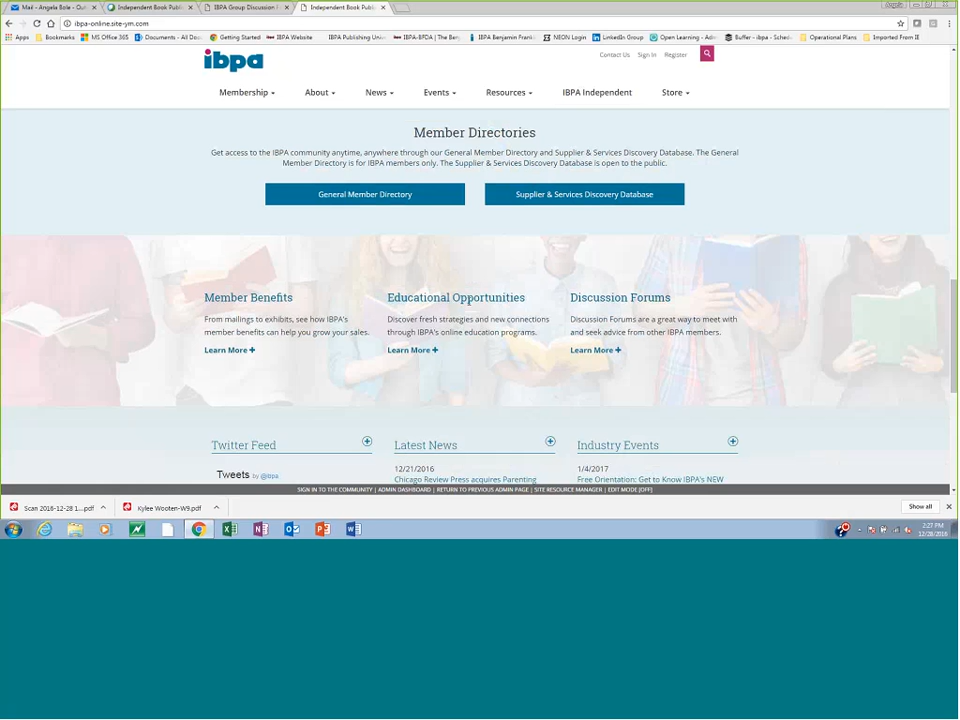 Mail - Angela Bole - Out
Independent Book Publi
IBPA Group Discussion F
Independent Book Publi
ibpa-online.site-ym.com
Apps
Bookmarks
MS Office 365
Documents - All Doc
Getting Started
IBPA Website
IBPA Publishing Uni
IBPA-BPDA | The Ben
IBPA Benjamin Frank
NEON Login
LinkedIn Group
Open Learning - Adm
Buffer - ibpa - Sched
Operational Plans
Imported From IE
ibpa
Contact Us Sign In Register
Membership About News Events Resources IBPA Independent Store
Member Directories
Get access to the IBPA community anytime, anywhere through our General Member Directory and Supplier & Services Discovery Database. The General
Member Directory is for IBPA members only. The Supplier & Services Discovery Database is open to the public.
General Member Directory
Supplier & Services Discovery Database
Member Benefits
From mailings to exhibits, see how IBPA's
member benefits can help you grow your sales.
Learn More +
Educational Opportunities
Discover fresh strategies and new connections
through IBPA's online education programs.
Learn More +
Discussion Forums
Discussion Forums are a great way to meet with
and seek advice from other IBPA members.
Learn More +
Twitter Feed
Tweets by @ibpa
Latest News
12/21/2016
Chicago Review Press acquires Parenting
Industry Events
1/4/2017
Free Orientation: Get to Know IBPA's NEW
SIGN IN TO THE COMMUNITY | ADMIN DASHBOARD | RETURN TO PREVIOUS ADMIN PAGE | SITE RESOURCE MANAGER | EDIT MODE [OFF]
Scan 2016-12-28 1....pdf
Kylee Wooten-W9.pdf
Show all
2:27 PM
12/28/2016